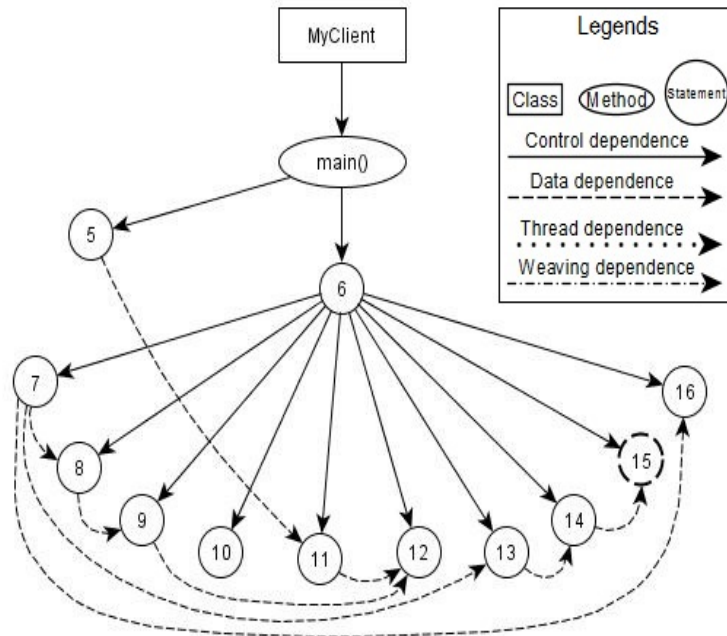 MyClient
main()
5
6
7
8
9
10
11
12
13
14
15
16
Legends
Class
Method
Statement
Control dependence
Data dependence
Thread dependence
Weaving dependence